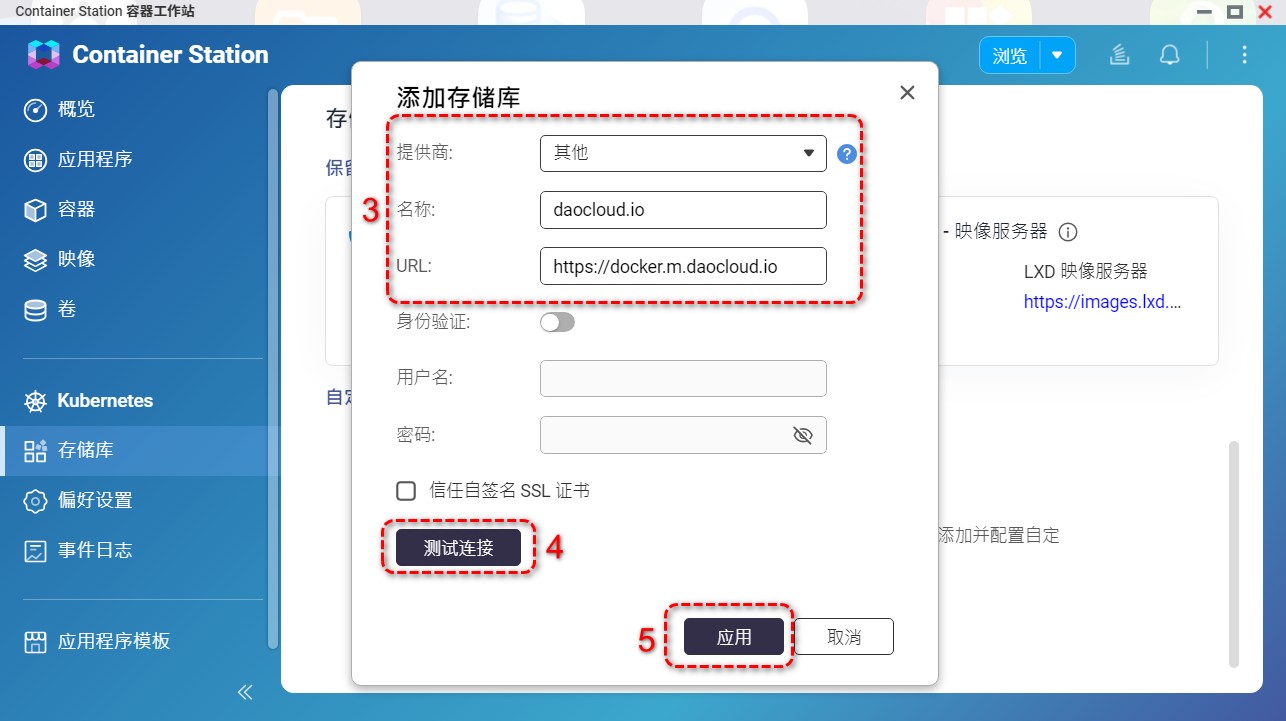 Container Station 容器工作站
Container Station
浏览
概览
应用程序
容器
映像
卷
Kubernetes
存储库
偏好设置
事件日志
应用程序模板
存
保留
自定
添加存储库
3
提供商:
其他
?
名称:
daocloud.io
URL:
https://docker.m.daocloud.io
身份验证:
用户名:
密码:
信任自签名 SSL 证书
测试连接
4
5
应用
取消
- 映像服务器
LXD 映像服务器
https://images.lxd....
添加并配置自定